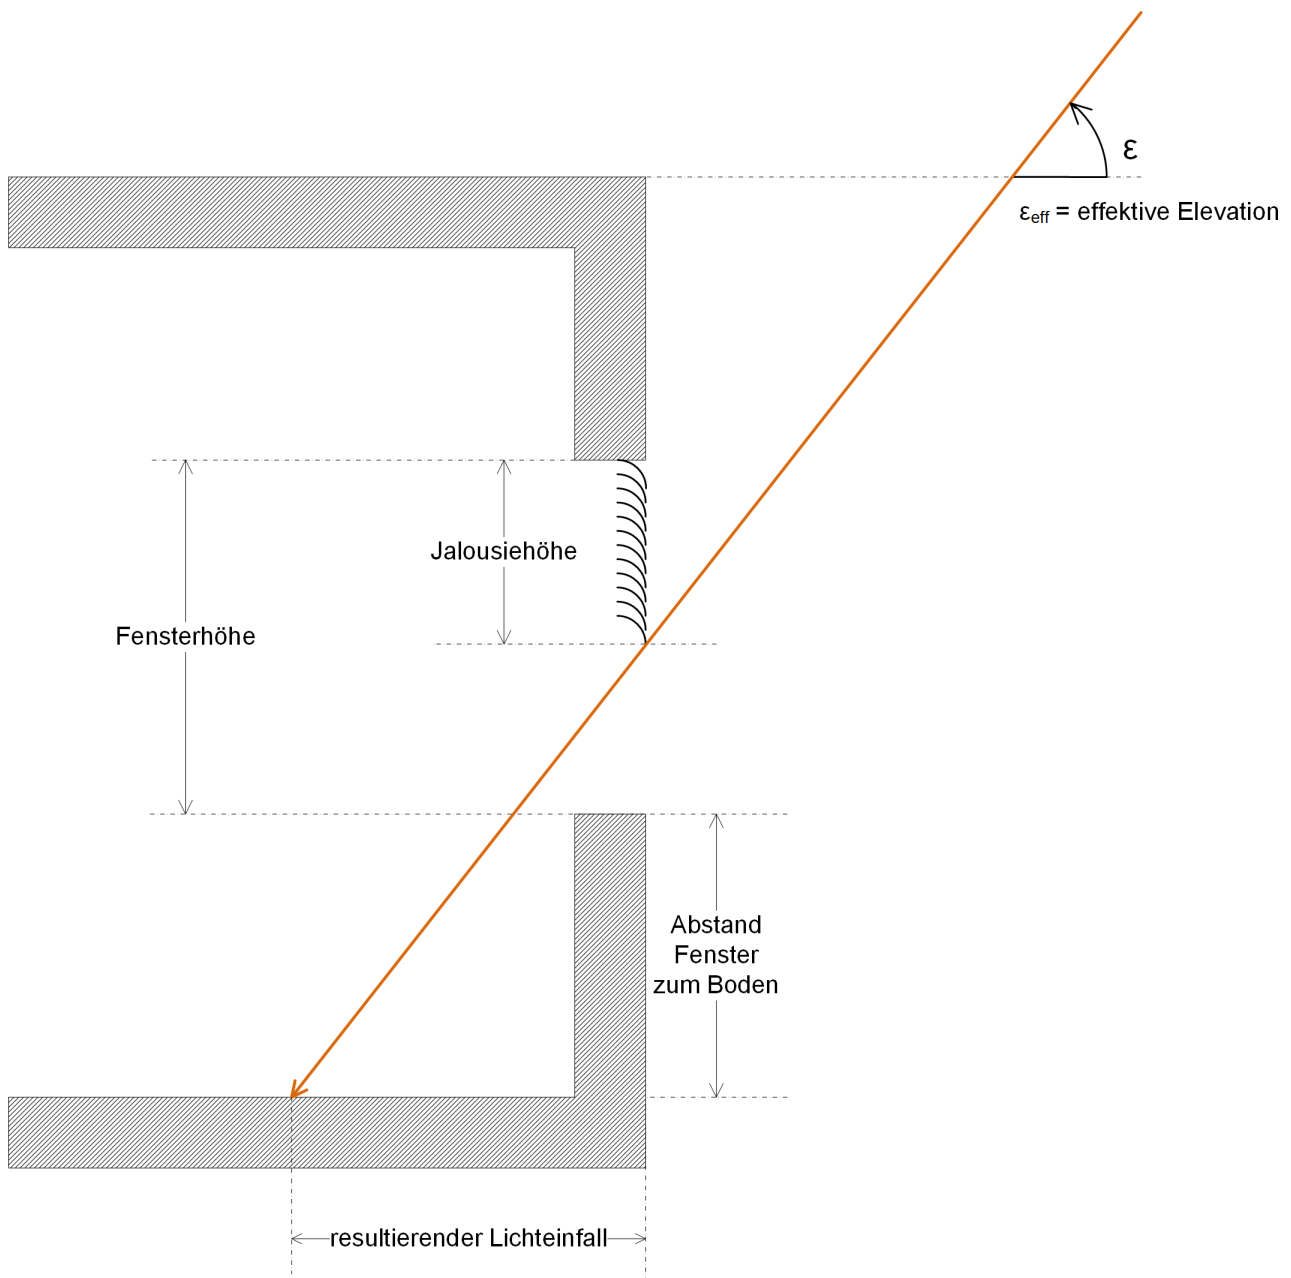 ε
εeff = effektive Elevation
Jalousiehöhe
Fensterhöhe
Abstand
Fenster
zum Boden
resultierender Lichteinfall